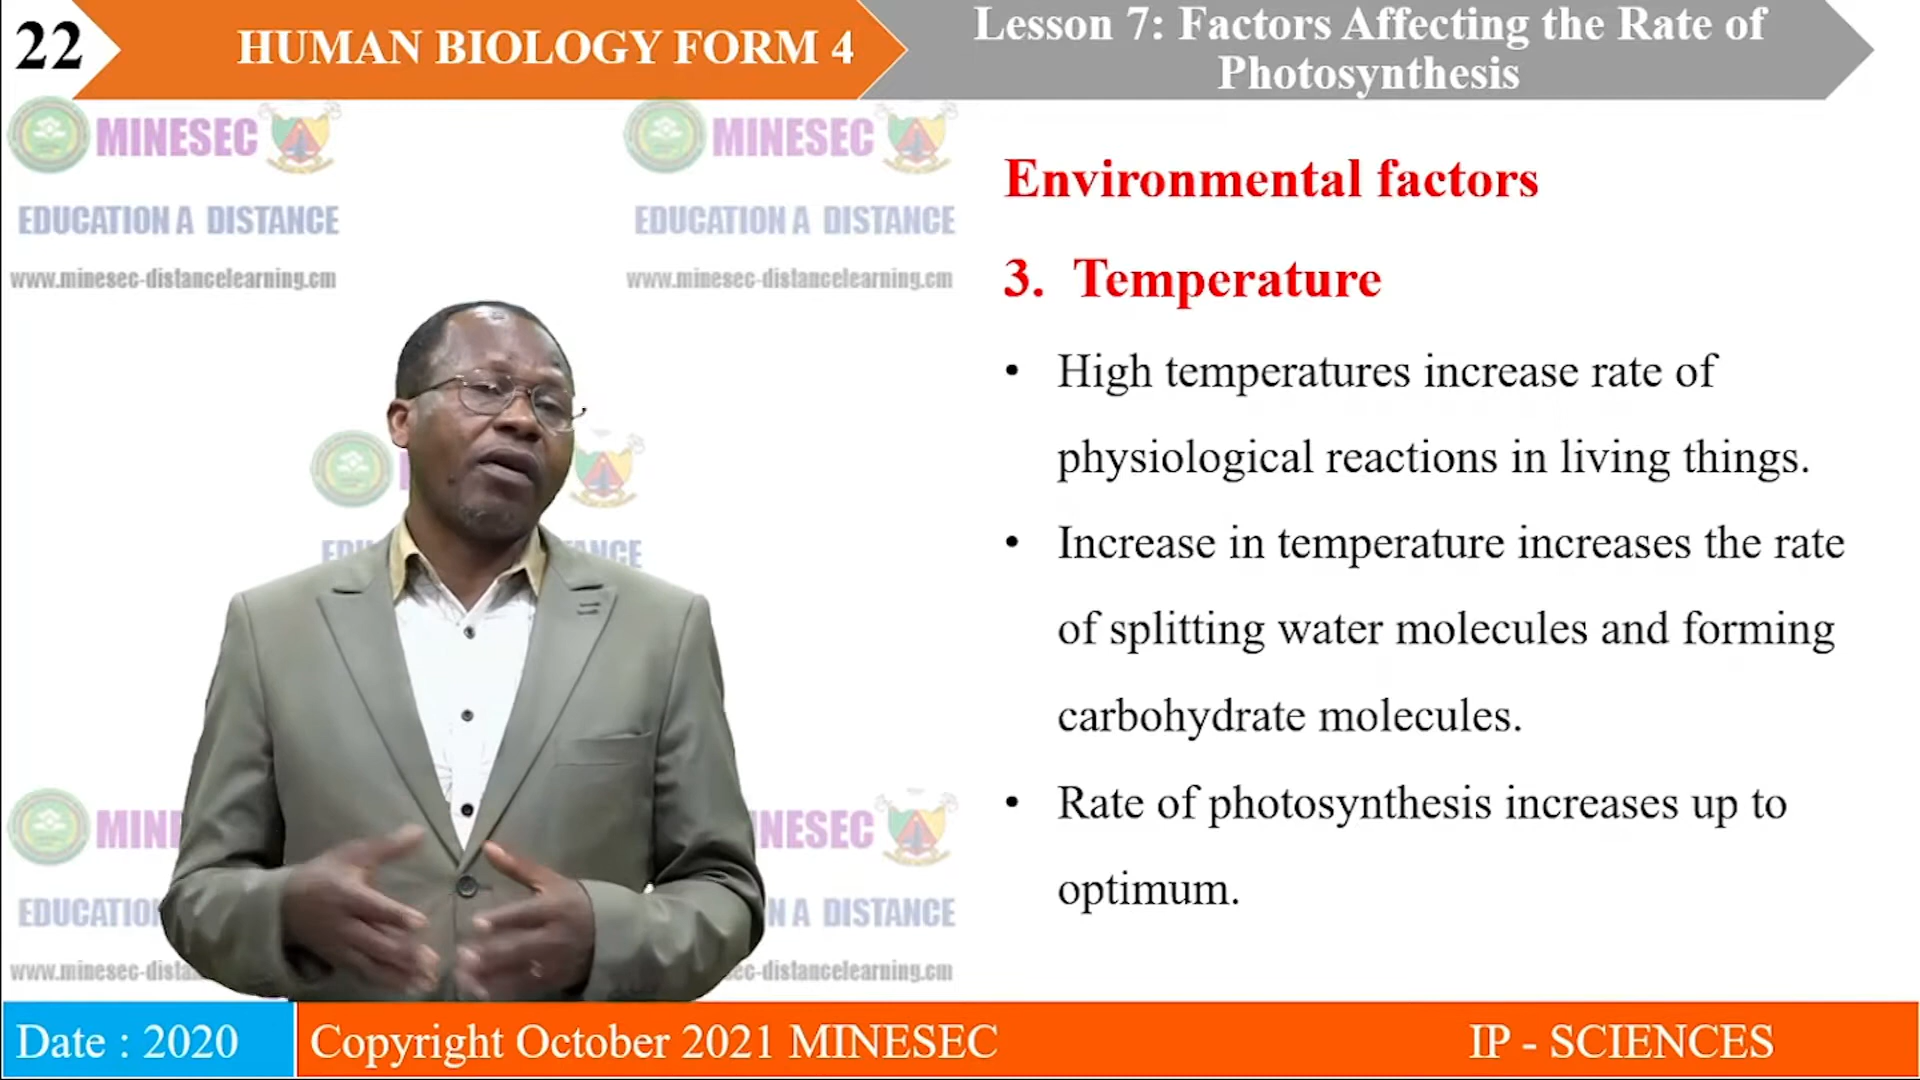 22
HUMAN BIOLOGY FORM 4
Lesson 7: Factors Affecting the Rate of
Photosynthesis
MINESEC
EDUCATION A DISTANCE
www.minesec-distancelearning.cm
MINESEC
EDUCATION A DISTANCE
www.minesec-distancelearning.cm
Environmental factors
3. Temperature
• High temperatures increase rate of
physiological reactions in living things.
• Increase in temperature increases the rate
of splitting water molecules and forming
carbohydrate molecules.
• Rate of photosynthesis increases up to
optimum.
Date : 2020
Copyright October 2021 MINESEC
IP - SCIENCES